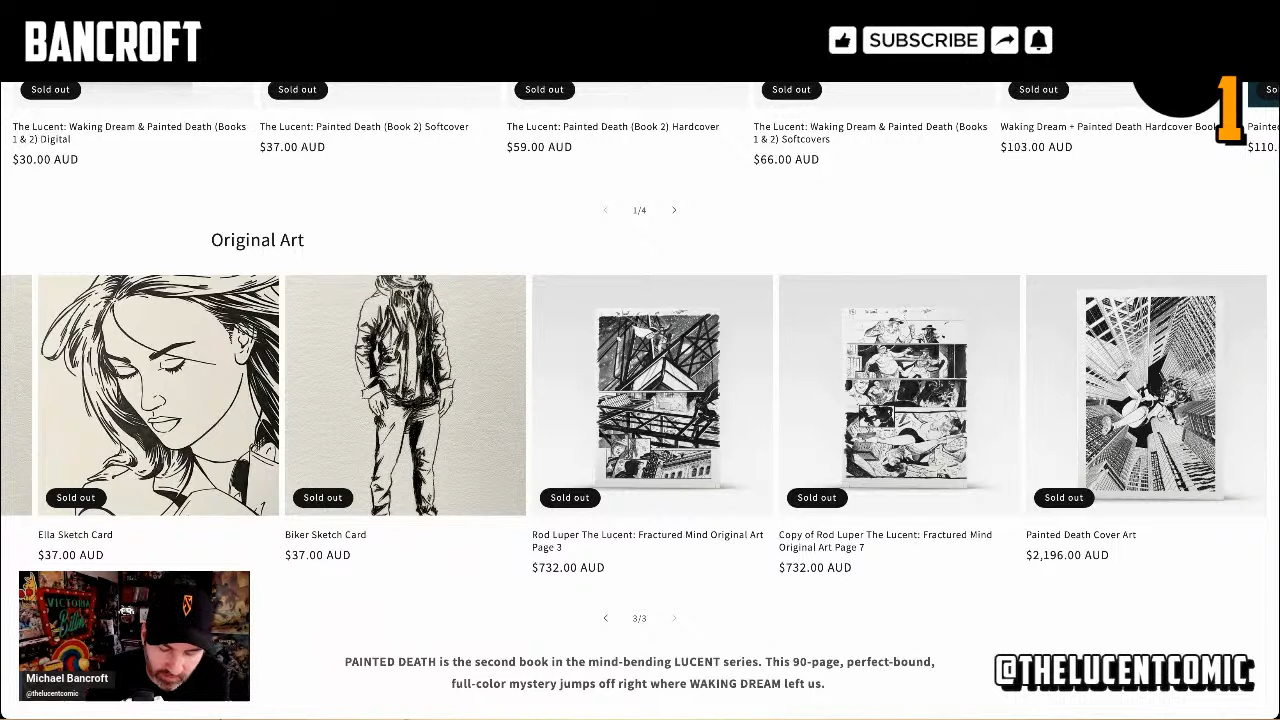 BANCROFT
SUBSCRIBE
1
Sold out
Sold out
Sold out
Sold out
Sold out
The Lucent: Waking Dream & Painted Death (Books
1 & 2) Digital
$30.00 AUD
The Lucent: Painted Death (Book 2) Softcover
$37.00 AUD
The Lucent: Painted Death (Book 2) Hardcover
$59.00 AUD
The Lucent: Waking Dream & Painted Death (Books
1 & 2) Softcovers
$66.00 AUD
Waking Dream + Painted Death Hardcover
$103.00 AUD
$110.
1/4
Original Art
Sold out
Sold out
Sold out
Sold out
Sold out
Ella Sketch Card
$37.00 AUD
Biker Sketch Card
$37.00 AUD
Rod Luper The Lucent: Fractured Mind Original Art
Page 3
$732.00 AUD
Copy of Rod Luper The Lucent: Fractured Mind
Original Art Page 7
$732.00 AUD
Painted Death Cover Art
$2,196.00 AUD
3/3
VICTORIA
Bitter
Michael Bancroft
@thelucentcomic
PAINTED DEATH is the second book in the mind-bending LUCENT series. This 90-page, perfect-bound,
full-color mystery jumps off right where WAKING DREAM left us.
@THELUCENTCOMIC